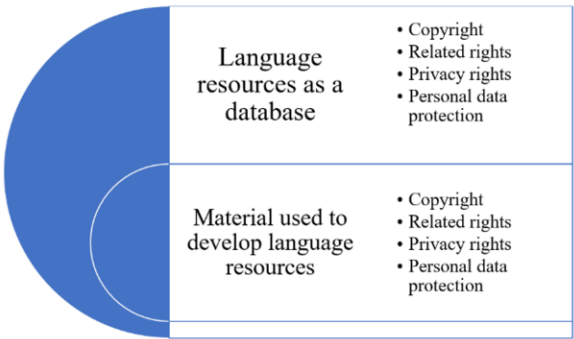 Language
resources as a
database
• Copyright
• Related rights
• Privacy rights
• Personal data
protection
Material used to
develop language
resources
• Copyright
• Related rights
• Privacy rights
• Personal data
protection